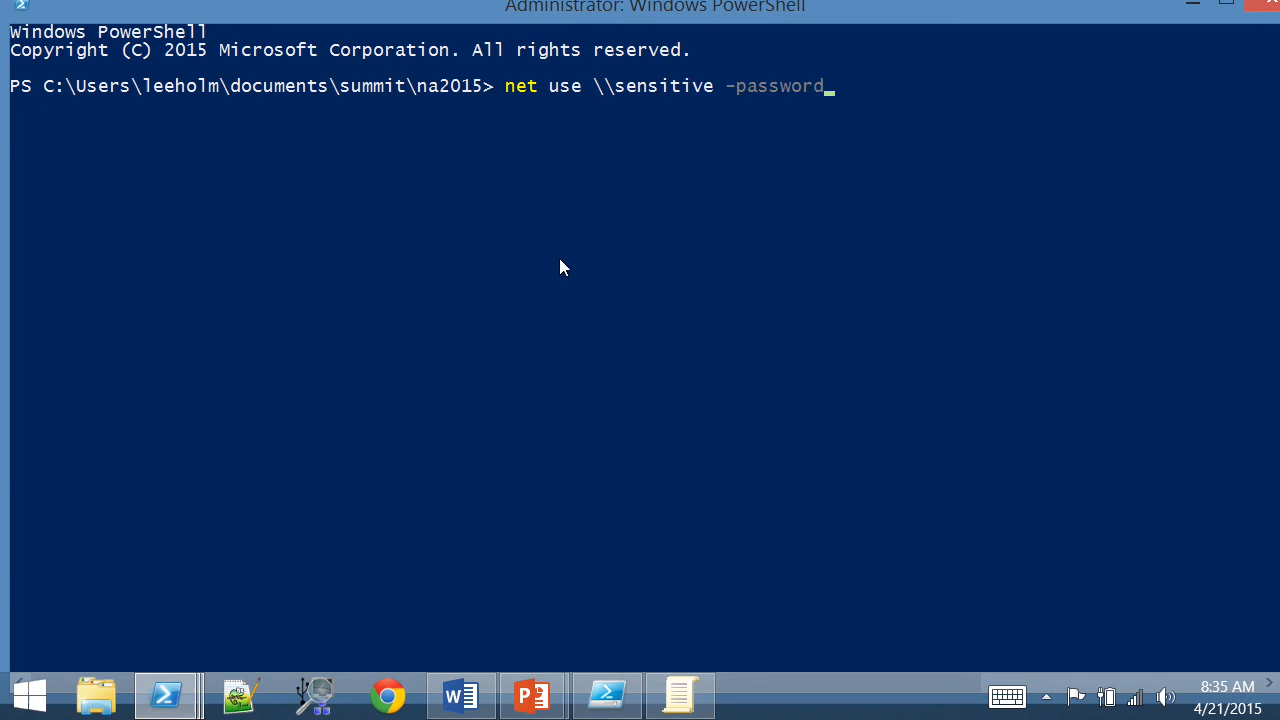 Administrator: Windows PowerShell
Windows PowerShell
Copyright (C) 2015 Microsoft Corporation. All rights reserved.
PS C:\Users\leeholm\documents\summit\na2015> net use \\sensitive -password
8:35 AM
4/21/2015